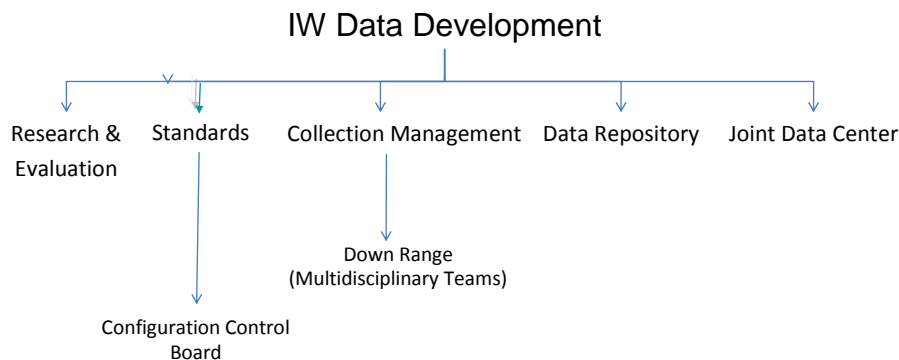 IW Data Development
Research &
Evaluation
Standards
Collection Management
Data Repository
Joint Data Center
Down Range
(Multidisciplinary Teams)
Configuration Control
Board